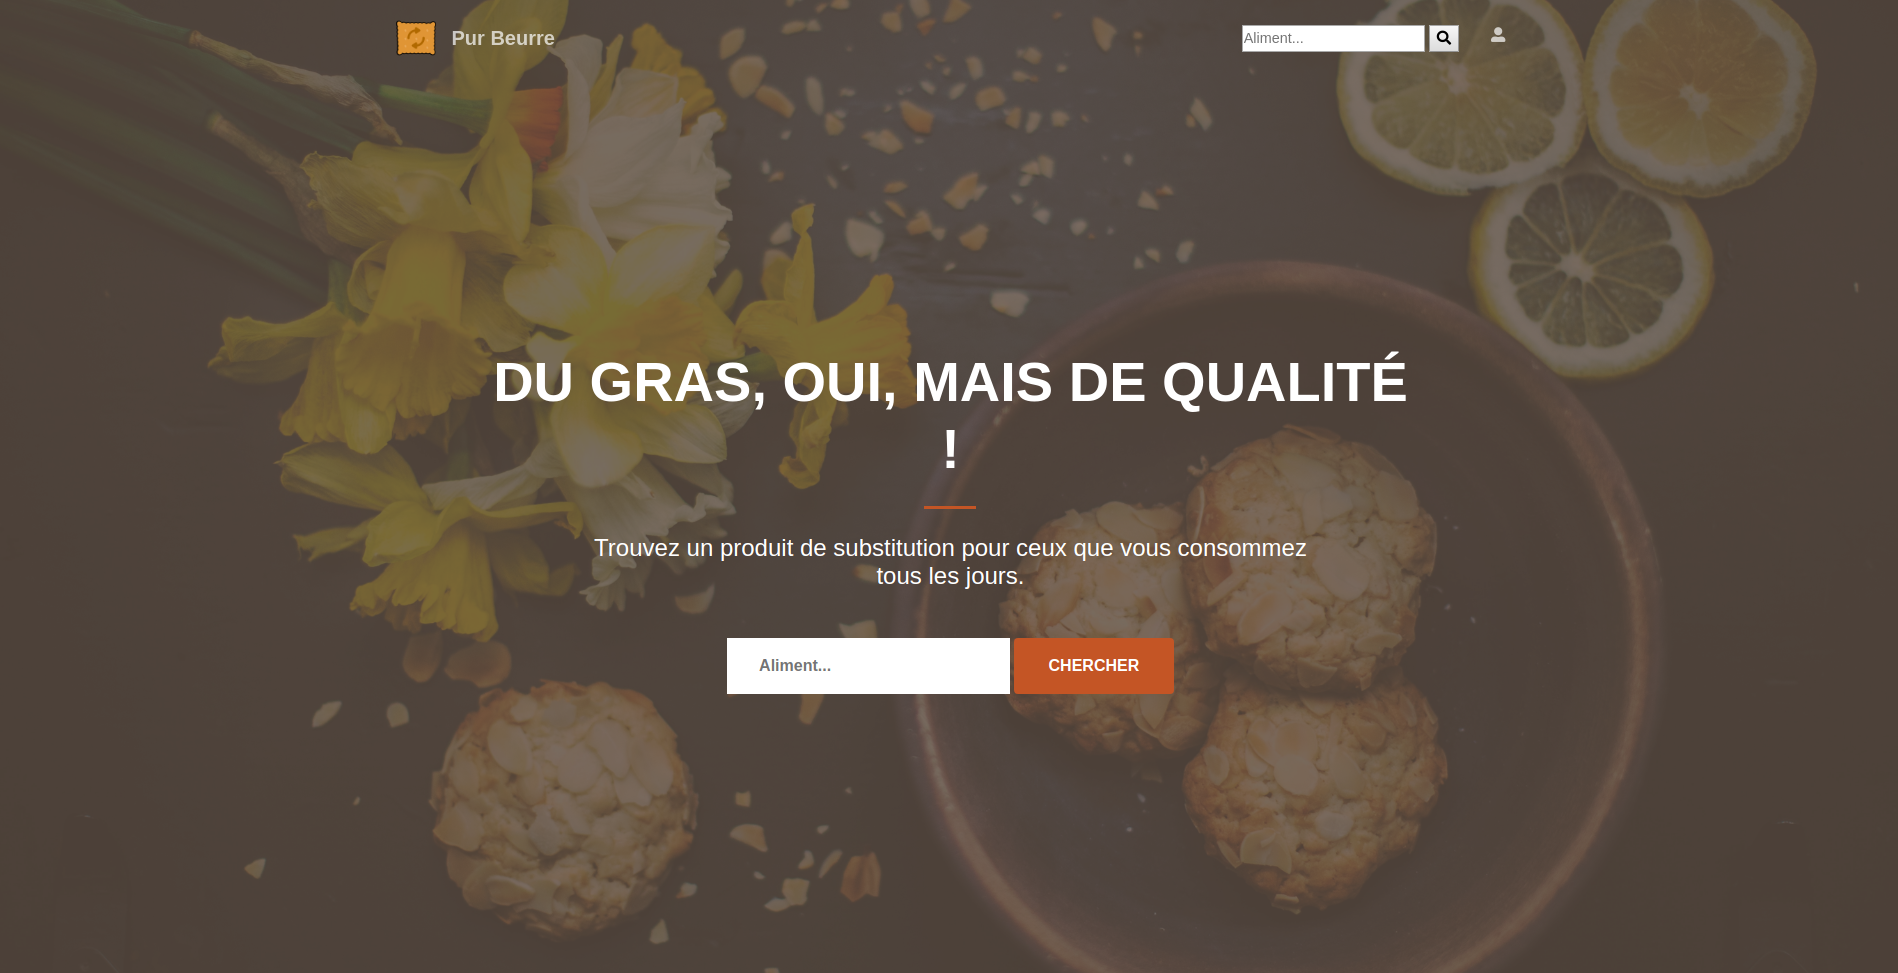 Pur Beurre
Aliment...
DU GRAS, OUI, MAIS DE QUALITÉ
!
Trouvez un produit de substitution pour ceux que vous consommez
tous les jours.
Aliment...
CHERCHER